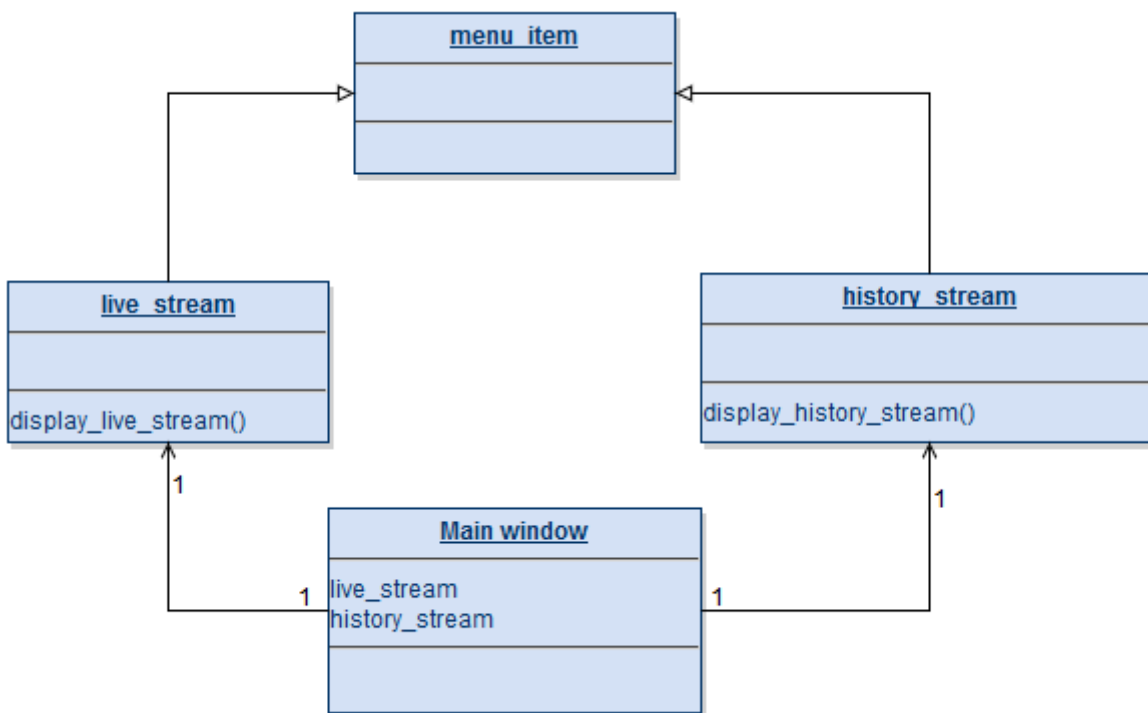 menu_item
live_stream
display_live_stream()
history_stream
display_history_stream()
1
1
Main window
live_stream
history_stream
1
1